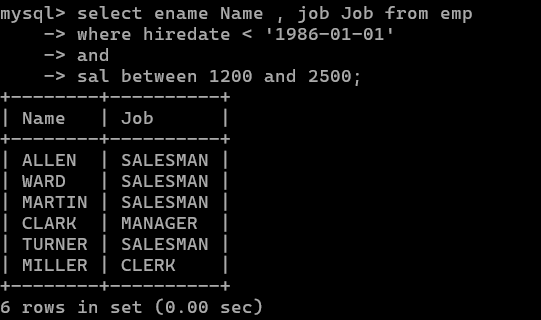 mysql> select ename Name , job Job from emp
    -> where hiredate < '1986-01-01'
    -> and
    -> sal between 1200 and 2500;
+--------+----------+
| Name   | Job      |
+--------+----------+
| ALLEN  | SALESMAN |
| WARD   | SALESMAN |
| MARTIN | SALESMAN |
| CLARK  | MANAGER  |
| TURNER | SALESMAN |
| MILLER | CLERK    |
+--------+----------+
6 rows in set (0.00 sec)